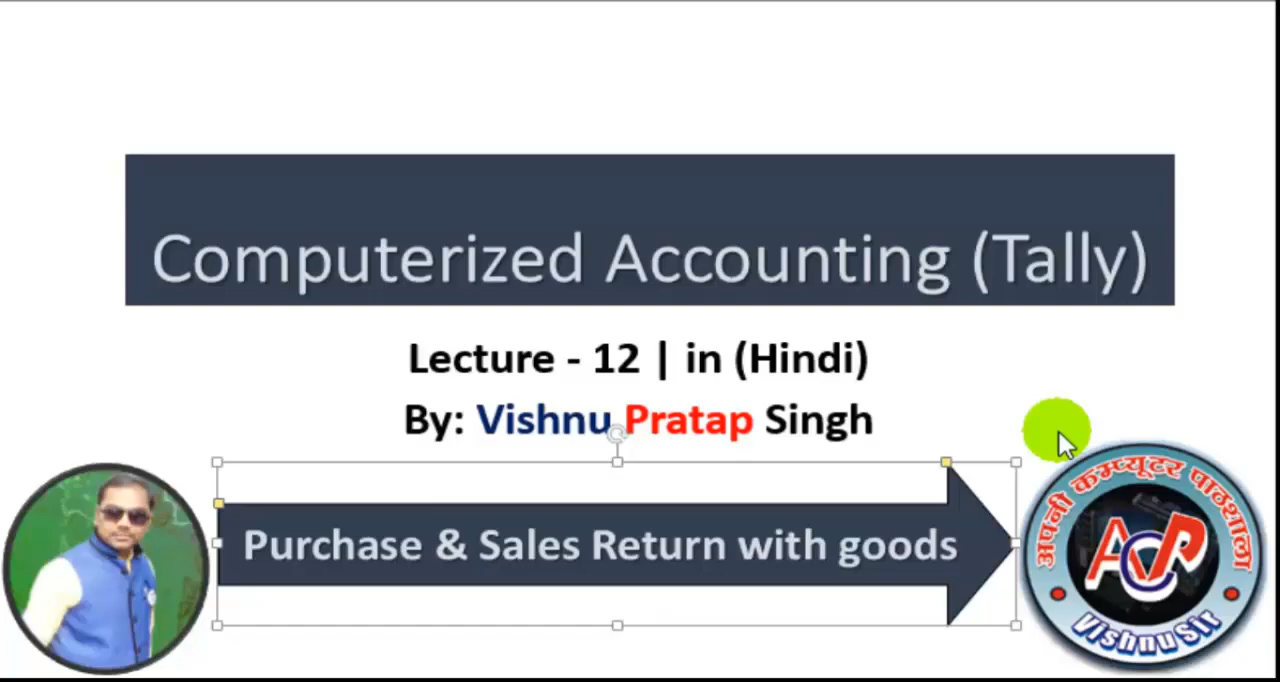 Computerized Accounting (Tally)
Lecture - 12 | in (Hindi)
By: Vishnu Pratap Singh
Purchase & Sales Return with goods
अपनी कम्प्यूटर पाठशाला
ACP
Vishnu Sir